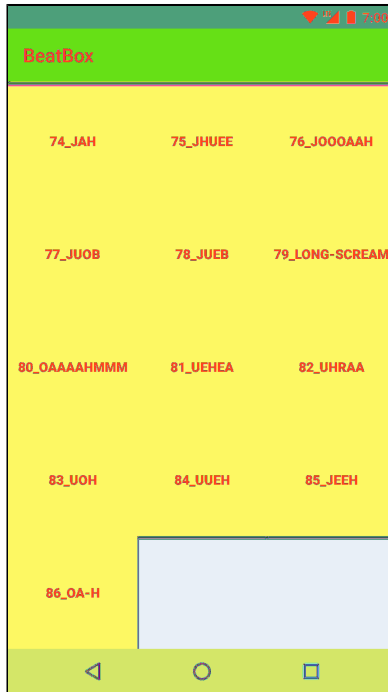 BeatBox
74_JAH 75_JHUEE 76_JOOOAAH
77_JUOB 78_JUEB 79_LONG-SCREAM
80_OAAAAHMMM 81_UEHEA 82_UHRAA
83_UOH 84_UUEH 85_JEEH
86_OA-H